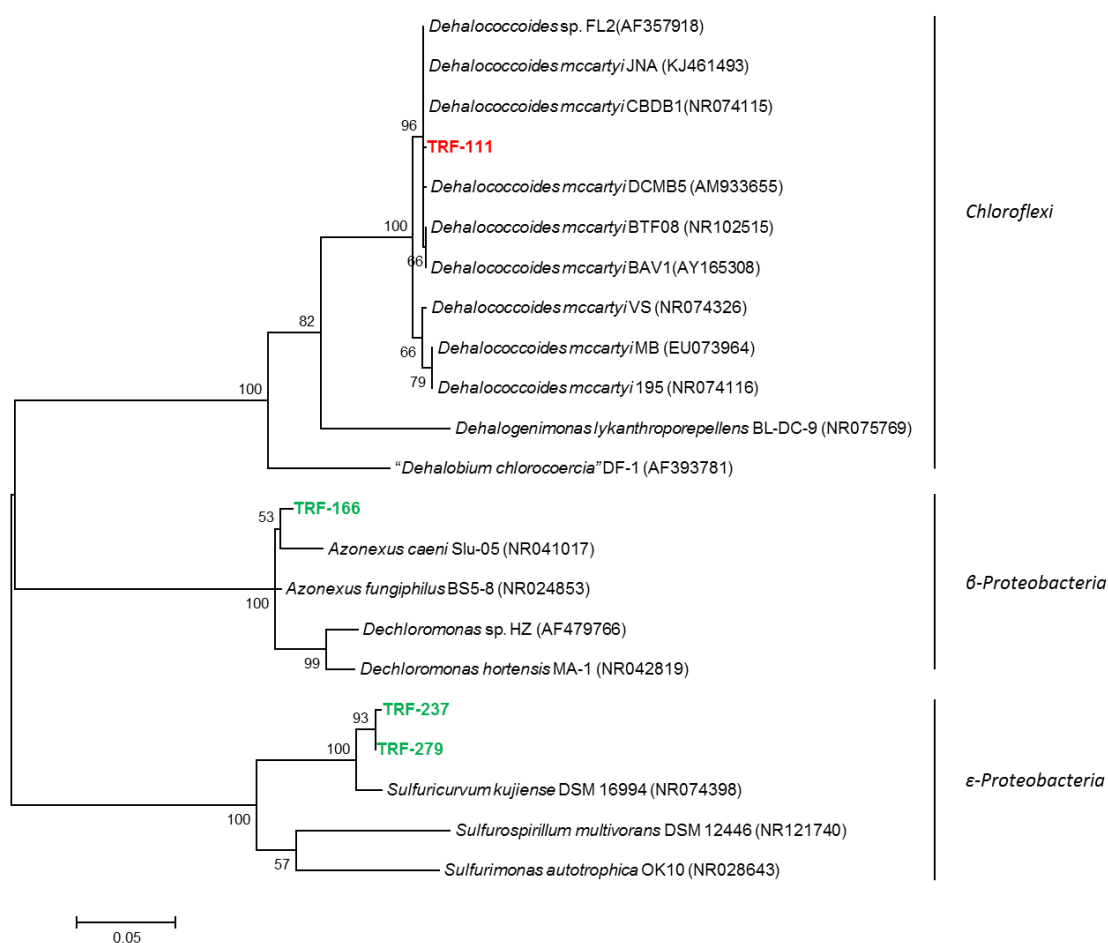 Dehalococcoides sp. FL2(AF357918)
Dehalococcoides mccartyi JNA (KJ461493)
Dehalococcoides mccartyi CBDB1(NR074115)
96
TRF-111
Dehalococcoides mccartyi DCMB5 (AM933655)
Chloroflexi
100
Dehalococcoides mccartyi BTF08 (NR102515)
66
Dehalococcoides mccartyi BAV1(AY165308)
Dehalococcoides mccartyi VS (NR074326)
82
66
Dehalococcoides mccartyi MB (EU073964)
79
Dehalococcoides mccartyi 195 (NR074116)
100
Dehalogenimonas lykanthroporepellens BL-DC-9 (NR075769)
“Dehalobium chlorocoercia” DF-1 (AF393781)
TRF-166
53
Azonexus caeni Slu-05 (NR041017)
Azonexus fungiphilus BS5-8 (NR024853)
β-Proteobacteria
100
Dechloromonas sp. HZ (AF479766)
99
Dechloromonas hortensis MA-1 (NR042819)
TRF-237
93
TRF-279
100
Sulfuricurvum kujiense DSM 16994 (NR074398)
ε-Proteobacteria
100
Sulfurospirillum multivorans DSM 12446 (NR121740)
57
Sulfurimonas autotrophica OK10 (NR028643)
0.05